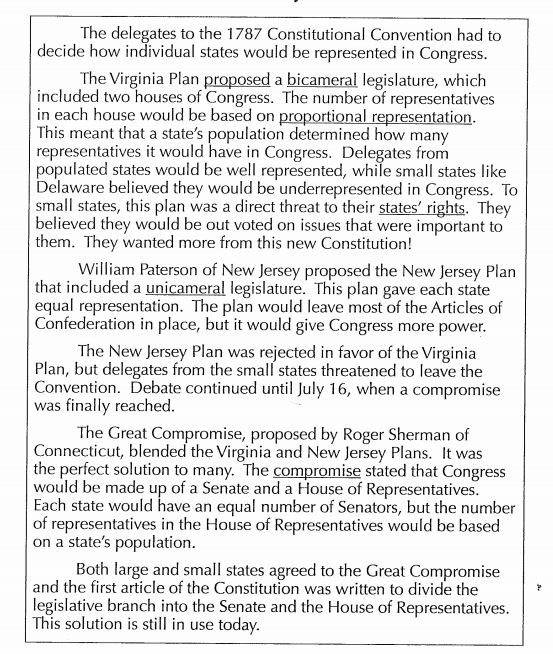 The delegates to the 1787 Constitutional Convention had to
decide how individual states would be represented in Congress.
The Virginia Plan proposed a bicameral legislature, which
included two houses of Congress. The number of representatives
in each house would be based on proportional representation.
This meant that a state's population determined how many
representatives it would have in Congress. Delegates from
populated states would be well represented, while small states like
Delaware believed they would be underrepresented in Congress. To
small states, this plan was a direct threat to their states' rights. They
believed they would be out voted on issues that were important to
them. They wanted more from this new Constitution!
William Paterson of New Jersey proposed the New Jersey Plan
that included a unicameral legislature. This plan gave each state
equal representation. The plan would leave most of the Articles of
Confederation in place, but it would give Congress more power.
The New Jersey Plan was rejected in favor of the Virginia
Plan, but delegates from the small states threatened to leave the
Convention. Debate continued until July 16, when a compromise
was finally reached.
The Great Compromise, proposed by Roger Sherman of
Connecticut, blended the Virginia and New Jersey Plans. It was
the perfect solution to many. The compromise stated that Congress
would be made up of a Senate and a House of Representatives.
Each state would have an equal number of Senators, but the number
of representatives in the House of Representatives would be based
on a state's population.
Both large and small states agreed to the Great Compromise
and the first article of the Constitution was written to divide the
legislative branch into the Senate and the House of Representatives.
This solution is still in use today.